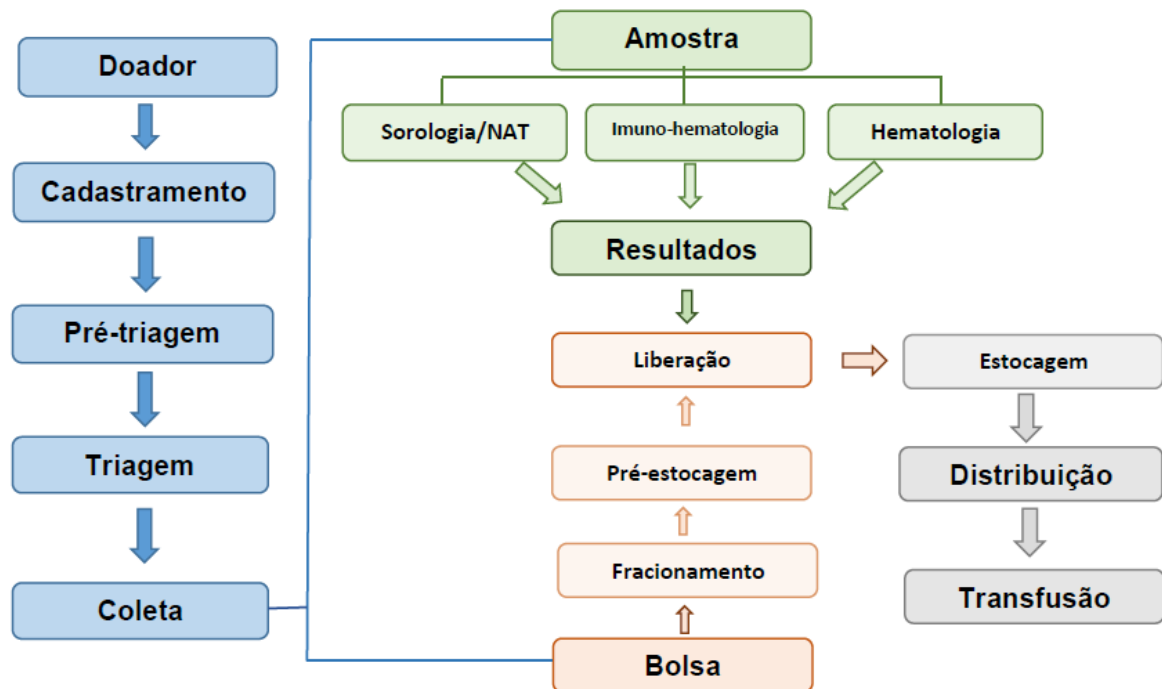 Doador
Cadastramento
Pré-triagem
Triagem
Coleta
Amostra
Sorologia/NAT
Imuno-hematologia
Hematologia
Resultados
Liberação
Pré-estocagem
Fracionamento
Bolsa
Estocagem
Distribuição
Transfusão